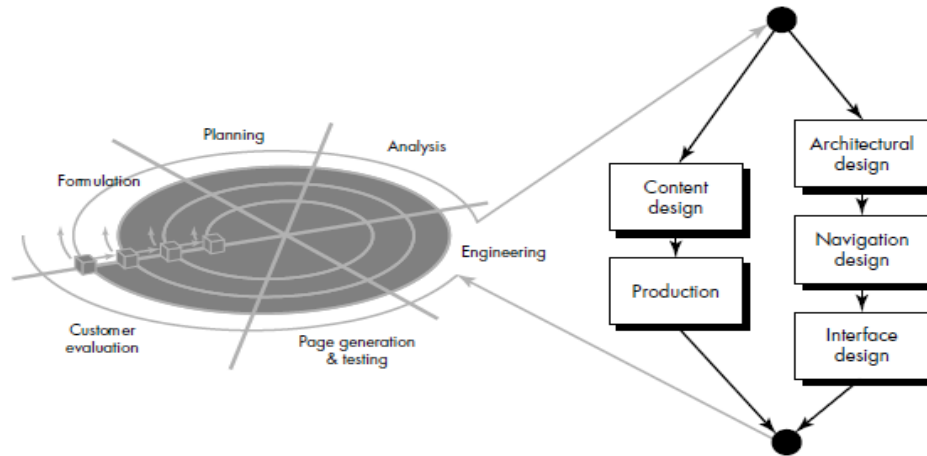 Planning
Analysis
Formulation
Engineering
Customer
evaluation
Page generation
& testing
Content
design
Production
Architectural
design
Navigation
design
Interface
design